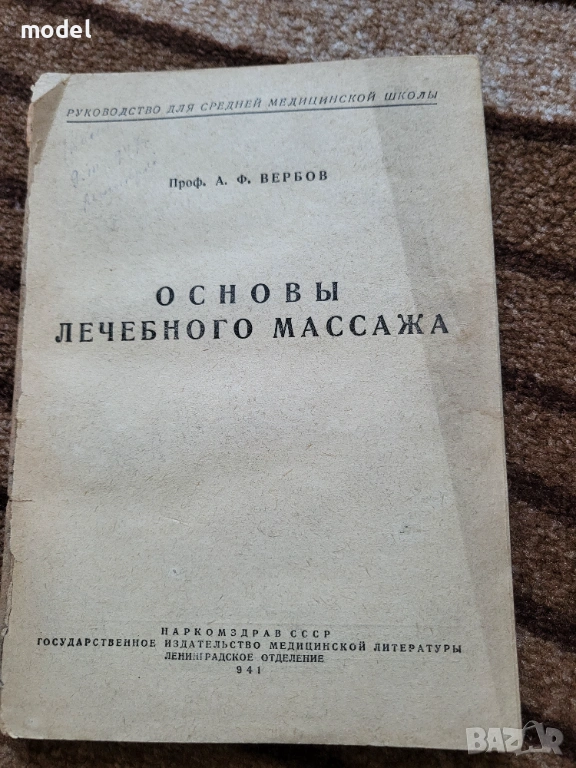 model
РУКОВОДСТВО ДЛЯ СРЕДНЕЙ МЕДИЦИНСКОЙ ШКОЛЫ
Проф. А. Ф. ВЕРБОВ
ОСНОВЫ
ЛЕЧЕБНОГО МАССАЖА
НАРКОМЗДРАВ СССР
ГОСУДАРСТВЕННОЕ ИЗДАТЕЛЬСТВО МЕДИЦИНСКОЙ ЛИТЕРАТУРЫ
ЛЕНИНГРАДСКОЕ ОТДЕЛЕНИЕ
941
BAZAR